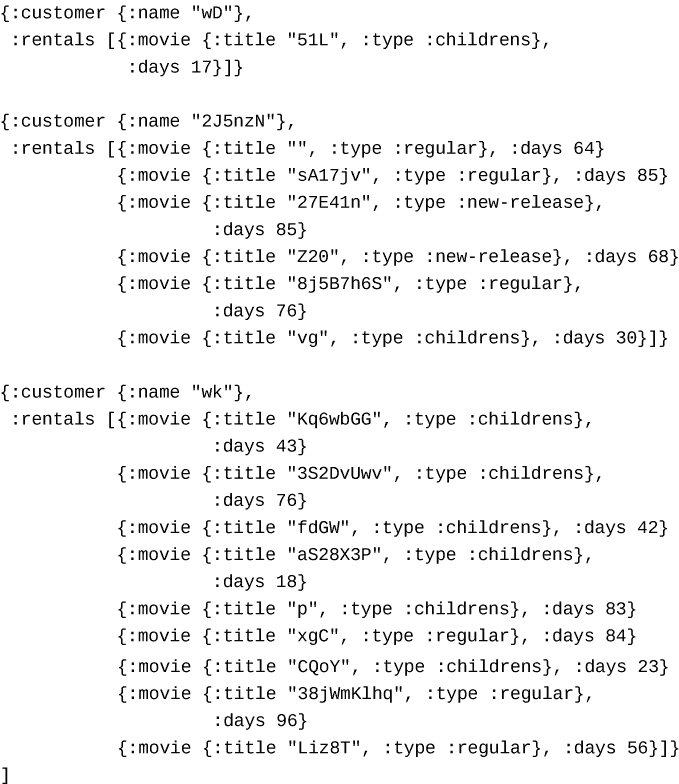 {:customer {:name "wD"},
 :rentals [{:movie {:title "51L", :type :childrens},
            :days 17}]}

{:customer {:name "2J5nzN"},
 :rentals [{:movie {:title "", :type :regular}, :days 64}
           {:movie {:title "sA17jv", :type :regular}, :days 85}
           {:movie {:title "27E41n", :type :new-release},
                    :days 85}
           {:movie {:title "Z20", :type :new-release}, :days 68}
           {:movie {:title "8j5B7h6S", :type :regular},
                    :days 76}
           {:movie {:title "vg", :type :childrens}, :days 30}]}

{:customer {:name "wk"},
 :rentals [{:movie {:title "Kq6wbGG", :type :childrens},
                    :days 43}
           {:movie {:title "3S2DvUwv", :type :childrens},
                    :days 76}
           {:movie {:title "fdGW", :type :childrens}, :days 42}
           {:movie {:title "aS28X3P", :type :childrens},
                    :days 18}
           {:movie {:title "p", :type :childrens}, :days 83}
           {:movie {:title "xgC", :type :regular}, :days 84}
           {:movie {:title "CQoY", :type :childrens}, :days 23}
           {:movie {:title "38jWmKlhq", :type :regular},
                    :days 96}
           {:movie {:title "Liz8T", :type :regular}, :days 56}]}
]